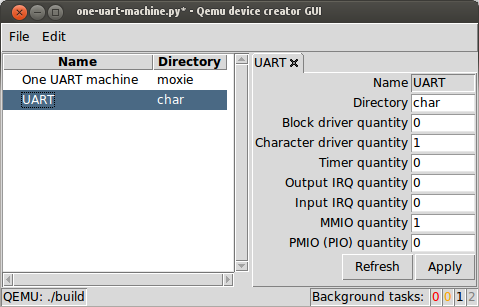 one-uart-machine.py* - Qemu device creator GUI
File Edit
Name Directory
One UART machine moxie
UART char
UART
Name UART
Directory char
Block driver quantity 0
Character driver quantity 1
Timer quantity 0
Output IRQ quantity 0
Input IRQ quantity 0
MMIO quantity 1
PMIO (PIO) quantity 0
Refresh Apply
QEMU: ./build Background tasks: 0 0 1 2